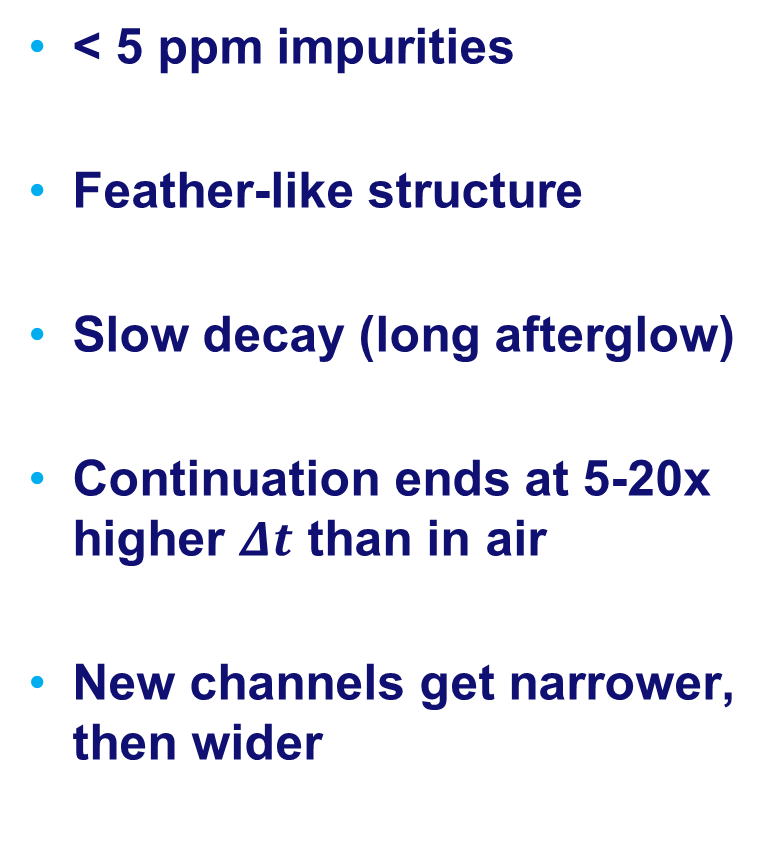 • < 5 ppm impurities
• Feather-like structure
• Slow decay (long afterglow)
• Continuation ends at 5-20x
higher Δt than in air
• New channels get narrower,
then wider